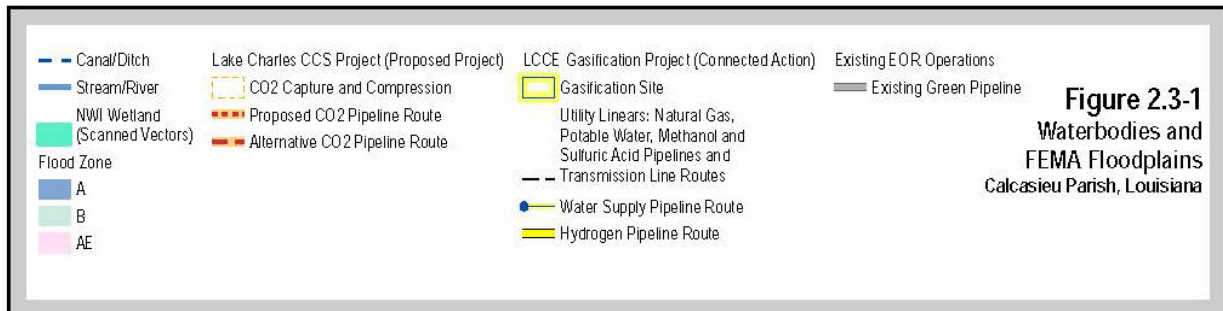 Canal/Ditch
Stream/River
NWI Wetland
(Scanned Vectors)
Flood Zone
A
B
AE
Lake Charles CCS Project (Proposed Project)
CO2 Capture and Compression
Proposed CO2 Pipeline Route
Alternative CO2 Pipeline Route
LCCE Gasification Project (Connected Action)
Gasification Site
Utility Linears: Natural Gas,
Potable Water, Methanol and
Sulfuric Acid Pipelines and
Transmission Line Routes
Water Supply Pipeline Route
Hydrogen Pipeline Route
Existing EOR Operations
Existing Green Pipeline
Figure 2.3-1
Waterbodies and
FEMA Floodplains
Calcasieu Parish, Louisiana